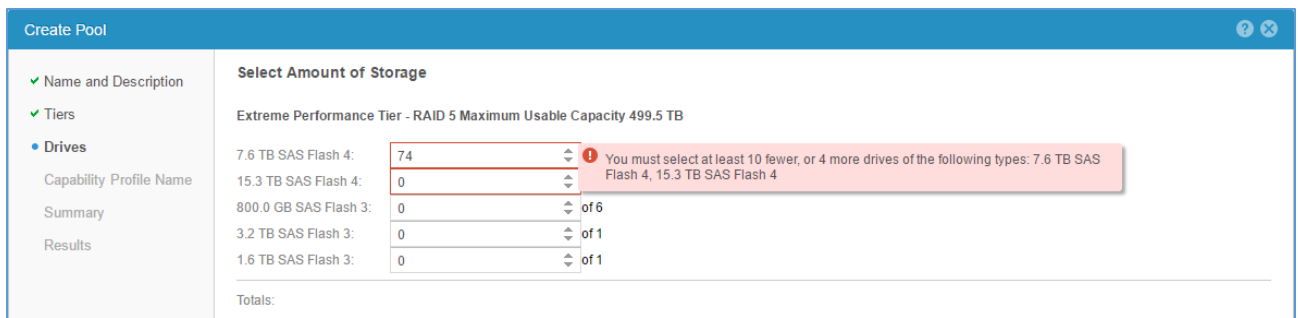 Create Pool
Name and Description
Tiers
Drives
Capability Profile Name
Summary
Results
Select Amount of Storage
Extreme Performance Tier - RAID 5 Maximum Usable Capacity 499.5 TB
7.6 TB SAS Flash 4: 74
You must select at least 10 fewer, or 4 more drives of the following types: 7.6 TB SAS
Flash 4, 15.3 TB SAS Flash 4
15.3 TB SAS Flash 4: 0
800.0 GB SAS Flash 3: 0 of 6
3.2 TB SAS Flash 3: 0 of 1
1.6 TB SAS Flash 3: 0 of 1
Totals: